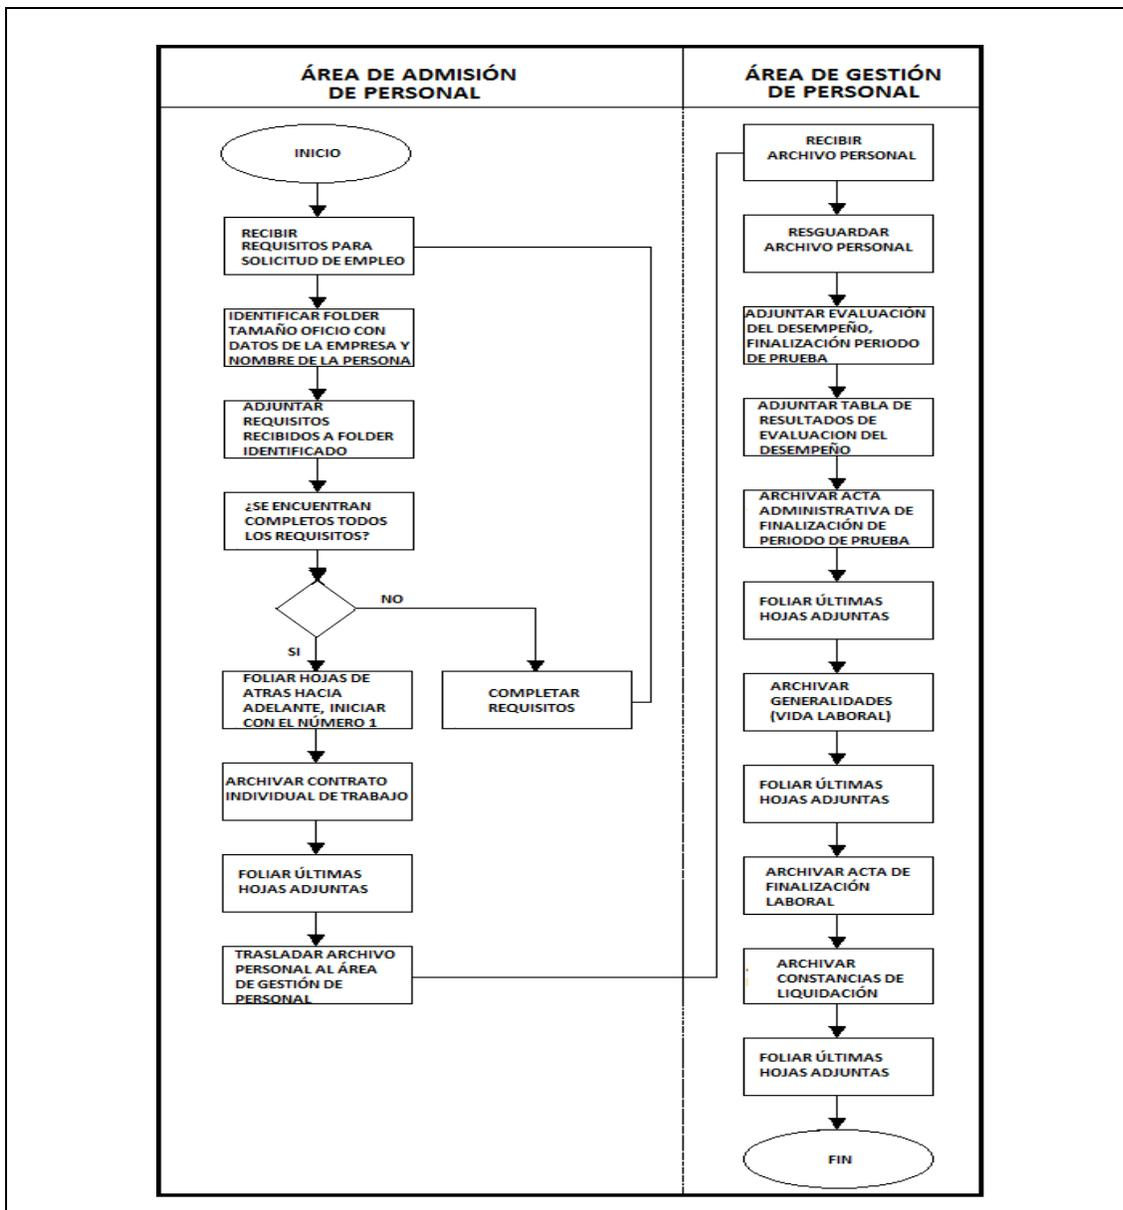 ÁREA DE ADMISIÓN
DE PERSONAL
INICIO
RECIBIR
REQUISITOS PARA
SOLICITUD DE EMPLEO
IDENTIFICAR FOLDER
TAMAÑO OFICIO CON
DATOS DE LA EMPRESA Y
NOMBRE DE LA PERSONA
ADJUNTAR
REQUISITOS
RECIBIDOS A FOLDER
IDENTIFICADO
¿SE ENCUENTRAN
COMPLETOS TODOS
LOS REQUISITOS?
NO
SI
FOLIAR HOJAS DE
ATRAS HACIA
ADELANTE, INICIAR
CON EL NÚMERO 1
COMPLETAR
REQUISITOS
ARCHIVAR CONTRATO
INDIVIDUAL DE TRABAJO
FOLIAR ÚLTIMAS
HOJAS ADJUNTAS
TRASLADAR ARCHIVO
PERSONAL AL ÁREA
DE GESTIÓN DE
PERSONAL
ÁREA DE GESTIÓN
DE PERSONAL
RECIBIR
ARCHIVO PERSONAL
RESGUARDAR
ARCHIVO PERSONAL
ADJUNTAR EVALUACIÓN
DEL DESEMPEÑO,
FINALIZACIÓN PERIODO
DE PRUEBA
ADJUNTAR TABLA DE
RESULTADOS DE
EVALUACION DEL
DESEMPEÑO
ARCHIVAR ACTA
ADMINISTRATIVA DE
FINALIZACIÓN DE
PERIODO DE PRUEBA
FOLIAR ÚLTIMAS
HOJAS ADJUNTAS
ARCHIVAR
GENERALIDADES
(VIDA LABORAL)
FOLIAR ÚLTIMAS
HOJAS ADJUNTAS
ARCHIVAR ACTA DE
FINALIZACIÓN
LABORAL
ARCHIVAR
CONSTANCIAS DE
LIQUIDACIÓN
FOLIAR ÚLTIMAS
HOJAS ADJUNTAS
FIN